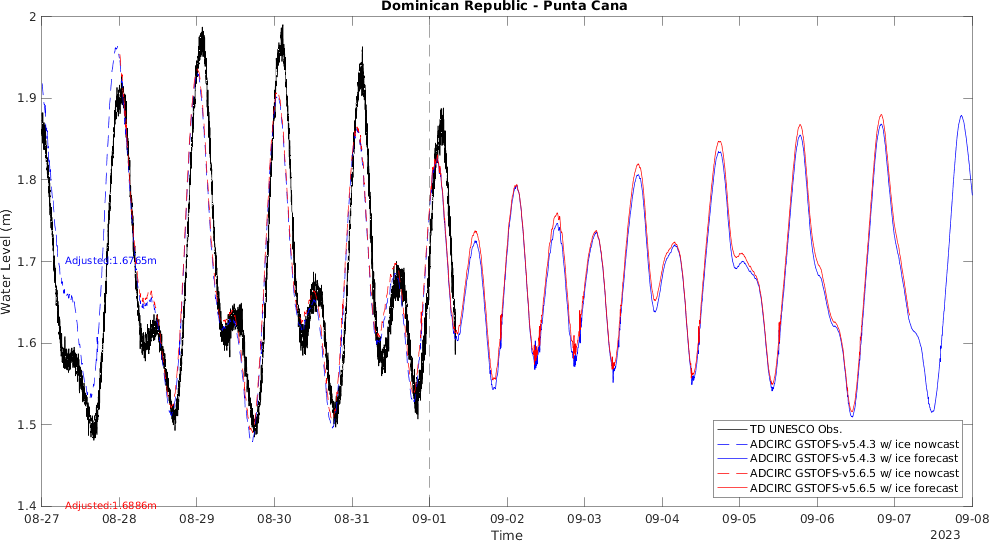 Dominican Republic - Punta Cana
Water Level (m)
2
1.9
1.8
1.7
1.6
1.5
1.4
Adjusted:1.6765m
Adjusted:1.6886m
TD UNESCO Obs.
ADCIRC GSTOFS-v5.4.3 w/ ice nowcast
ADCIRC GSTOFS-v5.4.3 w/ ice forecast
ADCIRC GSTOFS-v5.6.5 w/ ice nowcast
ADCIRC GSTOFS-v5.6.5 w/ ice forecast
08-27 08-28 08-29 08-30 08-31 09-01 09-02 09-03 09-04 09-05 09-06 09-07 09-08
Time
2023